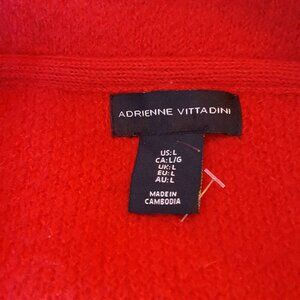 ADRIENNE VITTADINI
US:L
CA:L/G
UK:L
EU:L
AU:L
MADE IN
CAMBODIA